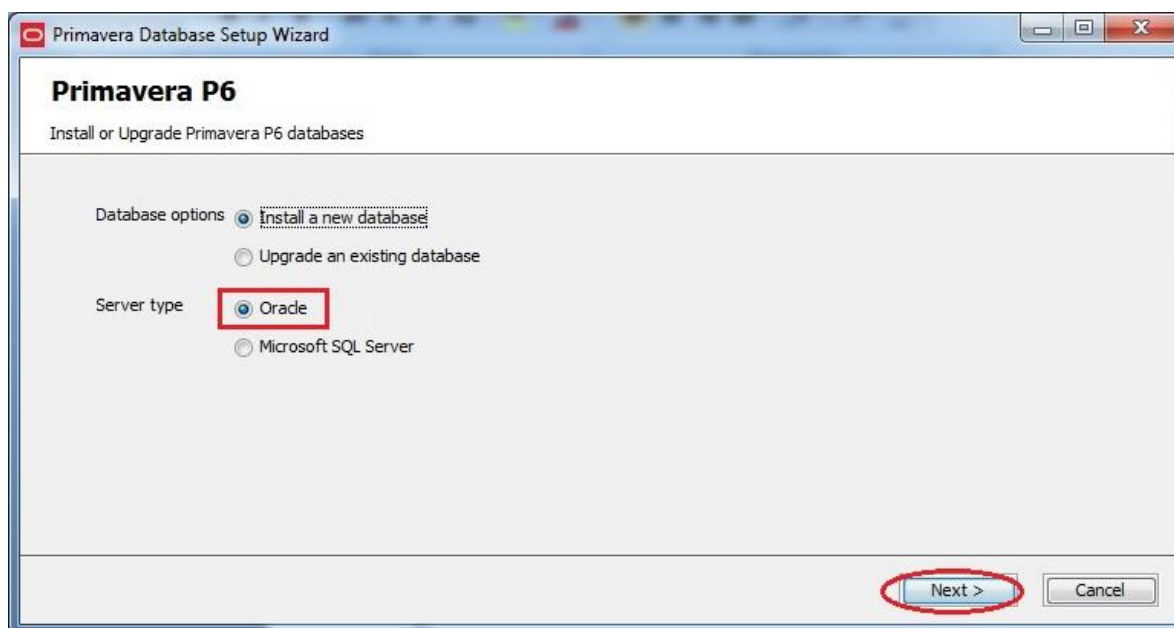 Primavera Database Setup Wizard
Primavera P6
Install or Upgrade Primavera P6 databases
Database options Install a new database
Upgrade an existing database
Server type Oracle
Microsoft SQL Server
Next > Cancel